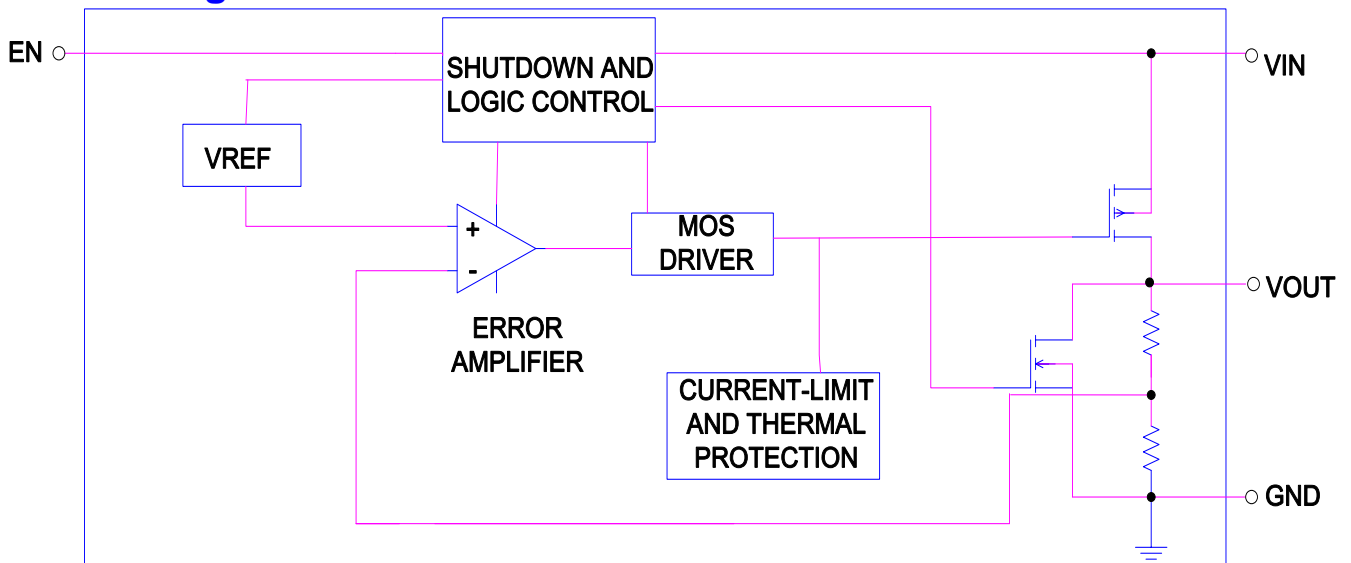 EN
SHUTDOWN AND
LOGIC CONTROL
VIN
VREF
+
-
MOS
DRIVER
VOUT
ERROR
AMPLIFIER
CURRENT-LIMIT
AND THERMAL
PROTECTION
GND